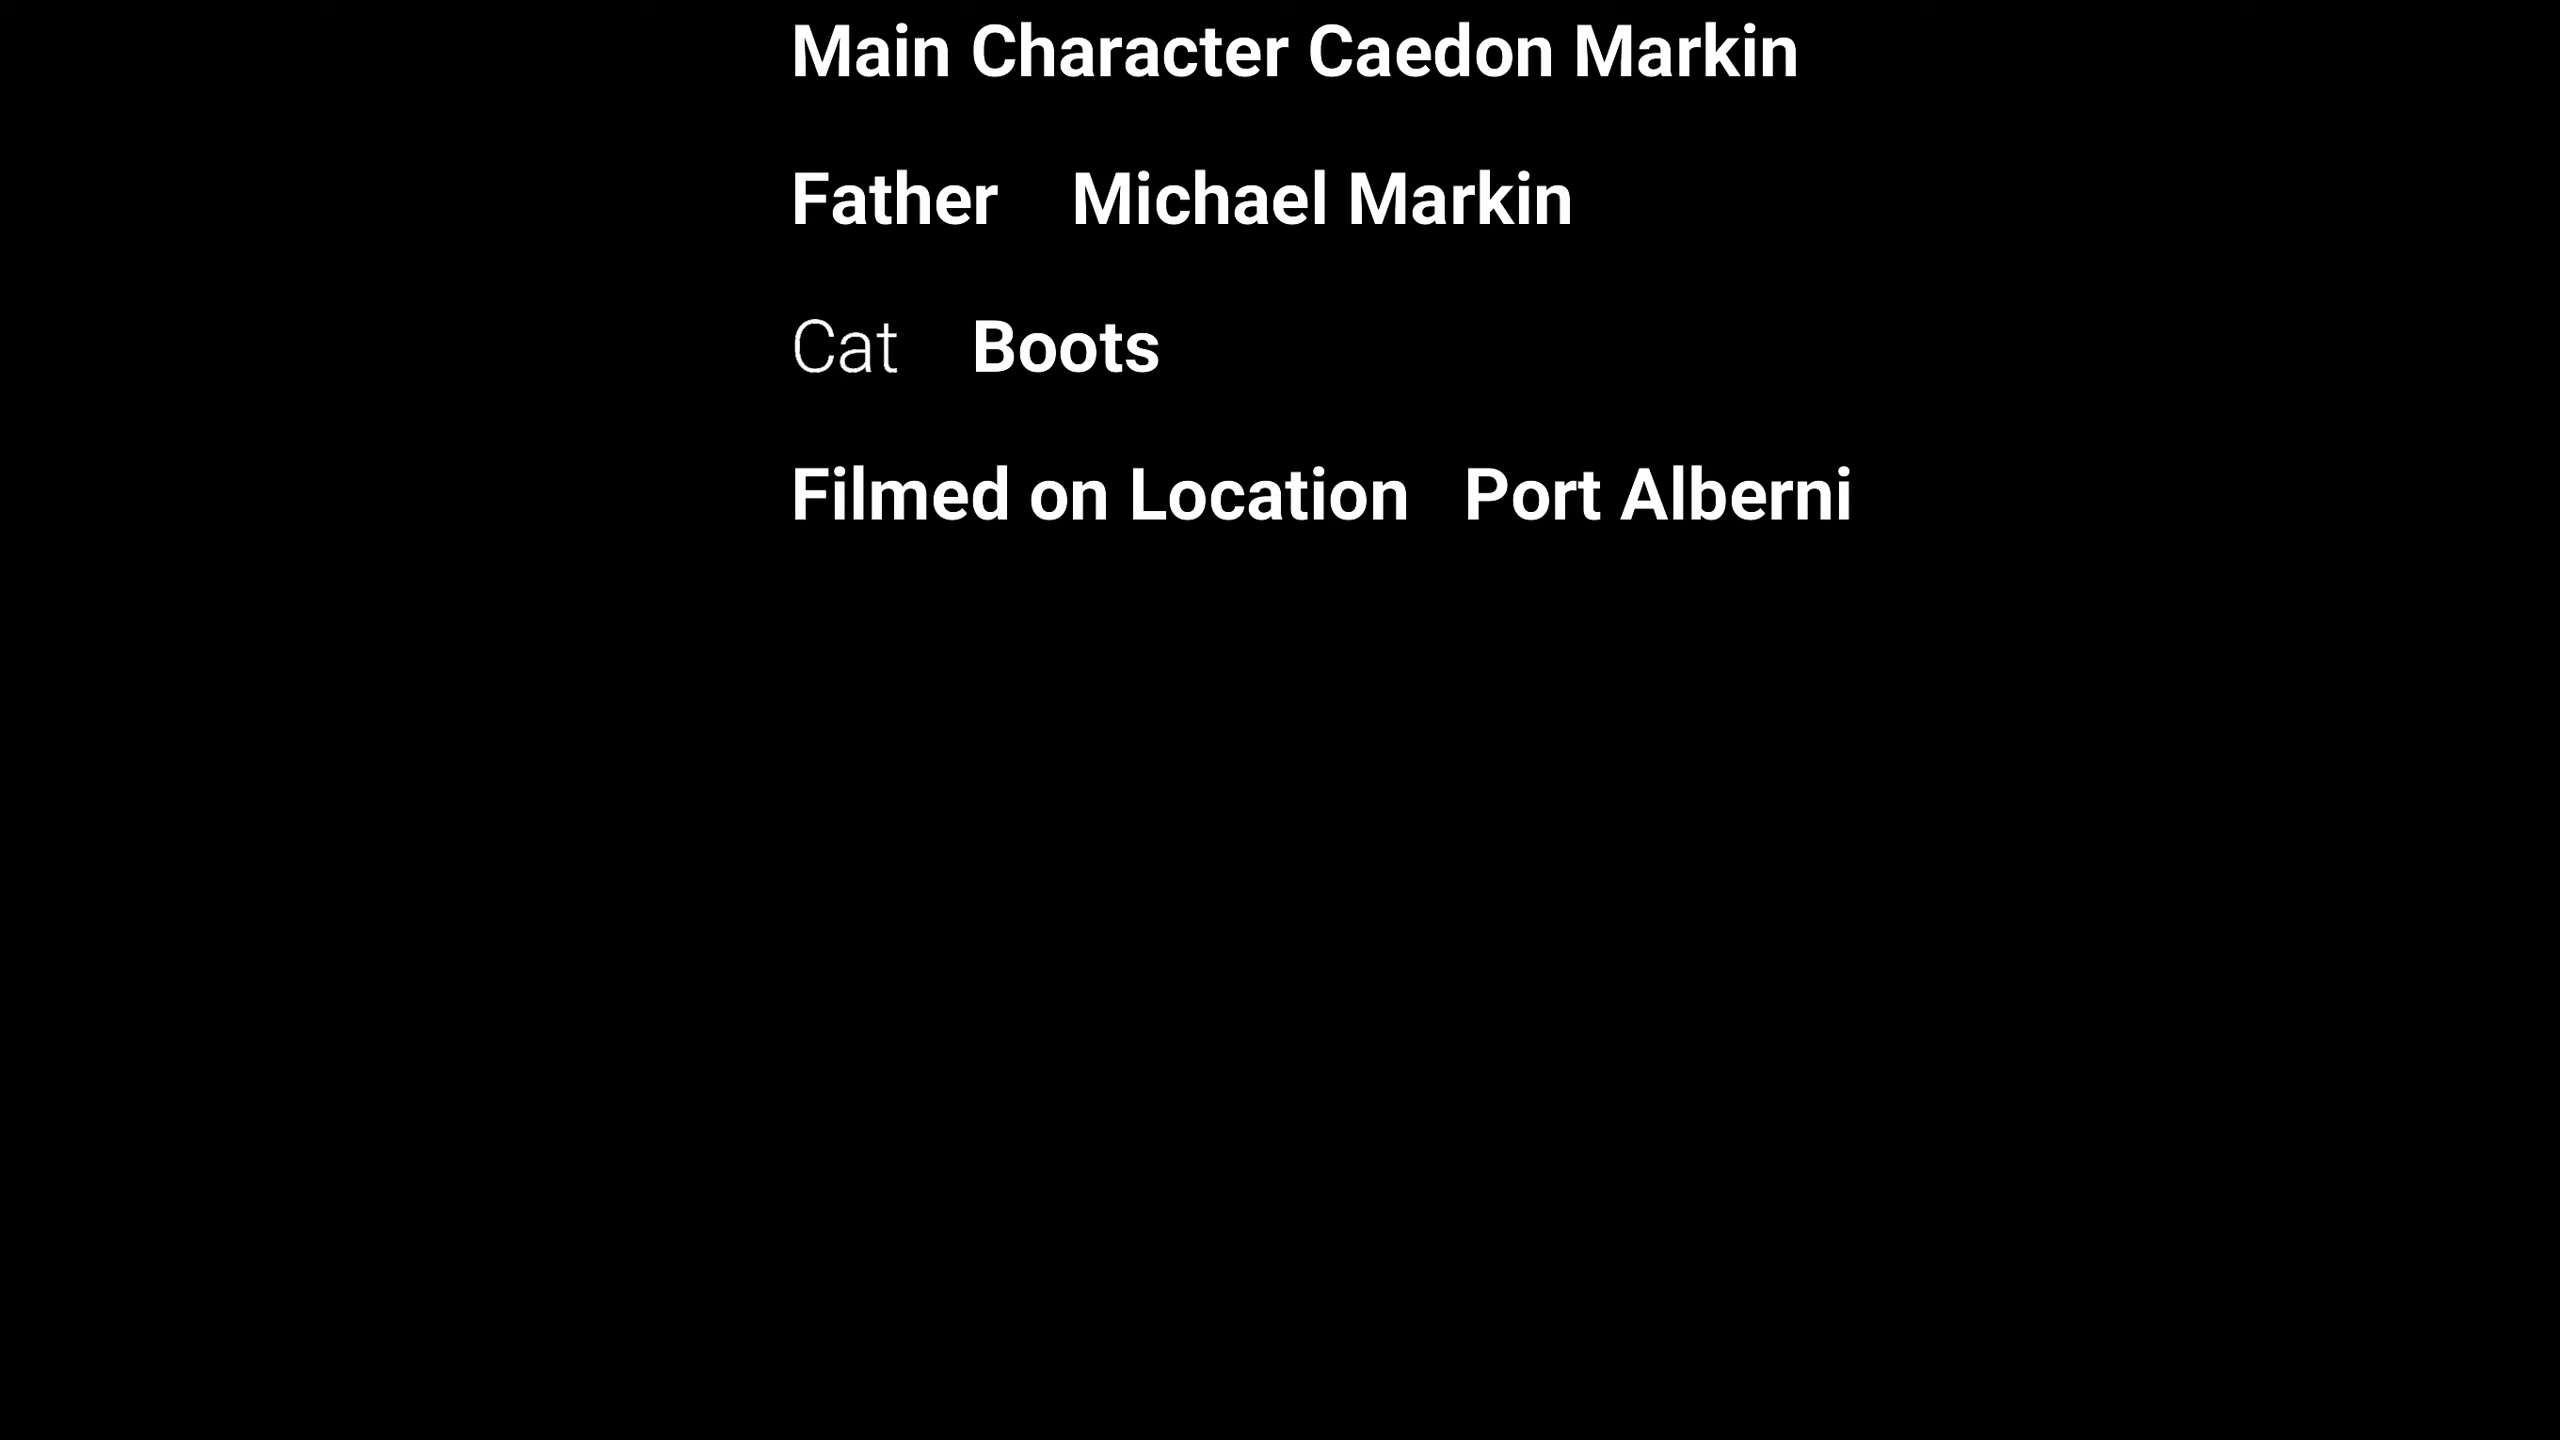 Main Character Caedon Markin
Father Michael Markin
Cat Boots
Filmed on Location Port Alberni